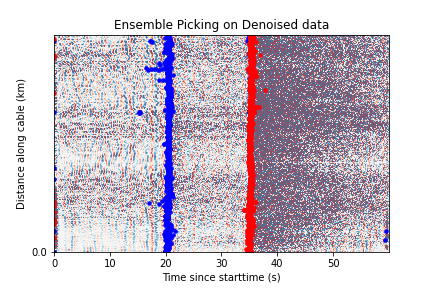 Ensemble Picking on Denoised data
Distance along cable (km)
0.0
0 10 20 30 40 50
Time since starttime (s)